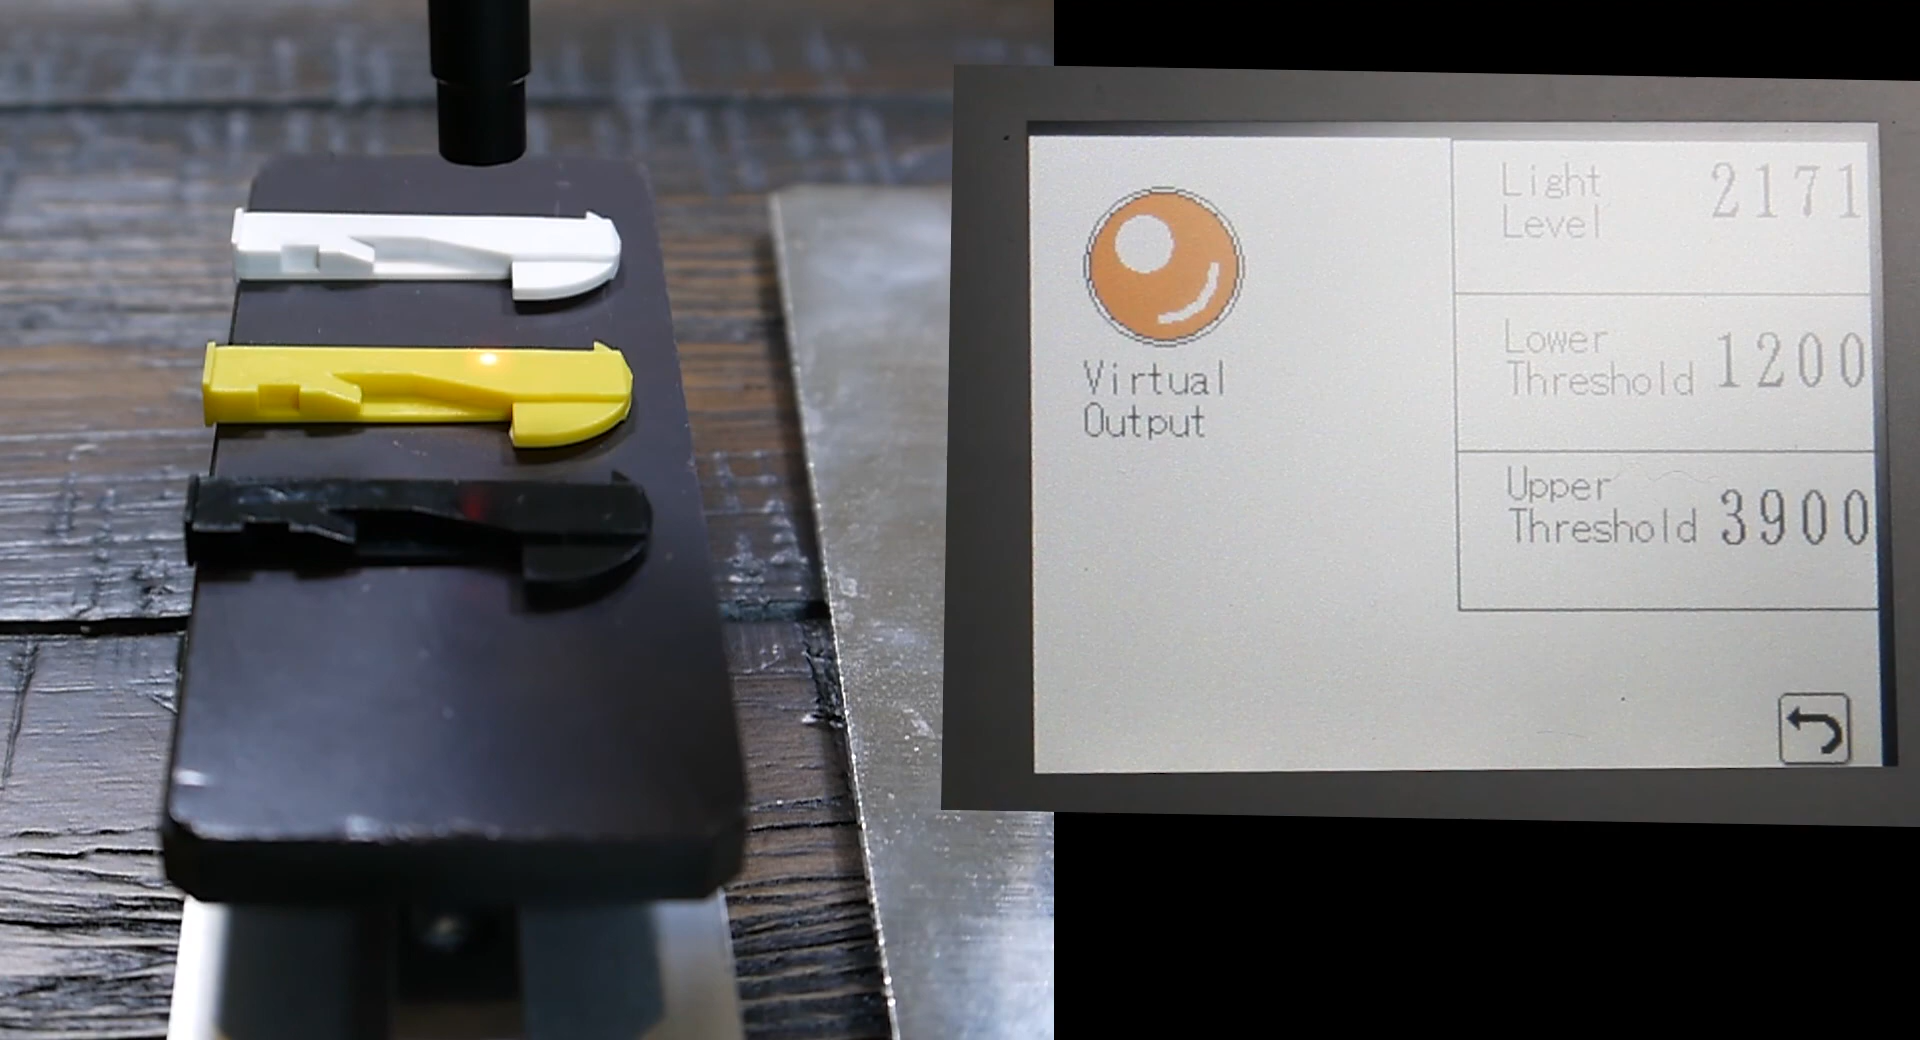 Virtual
Output
Light
Level
2171
Lower
Threshold
1200
Upper
Threshold
3900